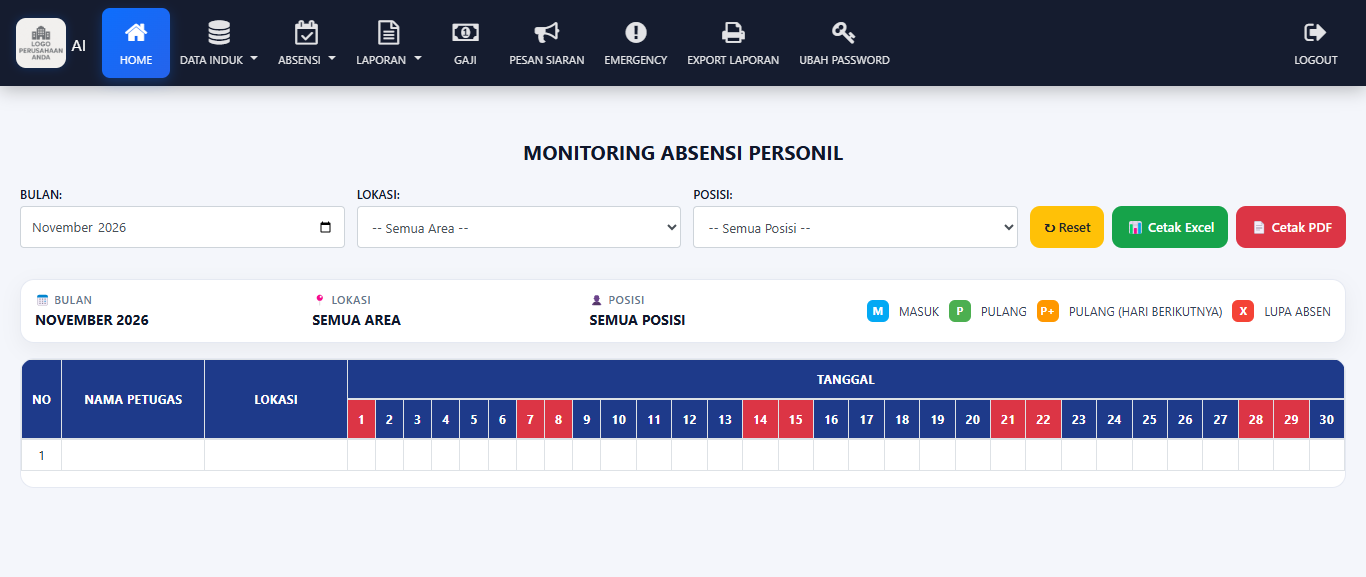 LOGO
PERUSAHAAN
ANDA
AI
HOME
DATA INDUK
ABSENSI
LAPORAN
GAJI
PESAN SIARAN
EMERGENCY
EXPORT LAPORAN
UBAH PASSWORD
LOGOUT
MONITORING ABSENSI PERSONIL
BULAN:
LOKASI:
POSISI:
November 2026
-- Semua Area --
-- Semua Posisi --
↻ Reset
Cetak Excel
Cetak PDF
BULAN
NOVEMBER 2026
LOKASI
SEMUA AREA
POSISI
SEMUA POSISI
M MASUK P PULANG P+ PULANG (HARI BERIKUTNYA) X LUPA ABSEN
NO NAMA PETUGAS LOKASI TANGGAL
1 2 3 4 5 6 7 8 9 10 11 12 13 14 15 16 17 18 19 20 21 22 23 24 25 26 27 28 29 30
1